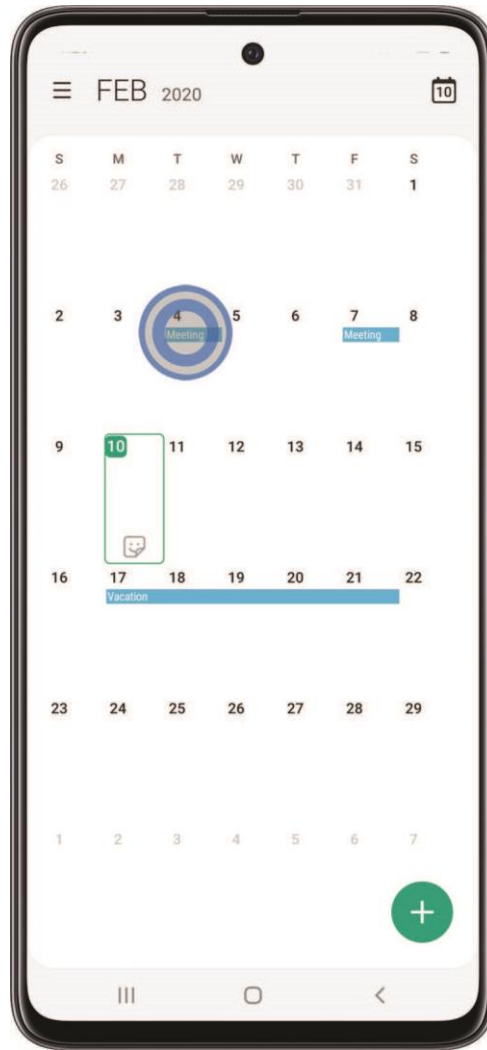 FEB 2020
10
S M T W T F S
26 27 28 29 30 31 1
2 3 4 5 6 7 8
Meeting Meeting
9 10 11 12 13 14 15
16 17 18 19 20 21 22
Vacation
23 24 25 26 27 28 29
1 2 3 4 5 6 7